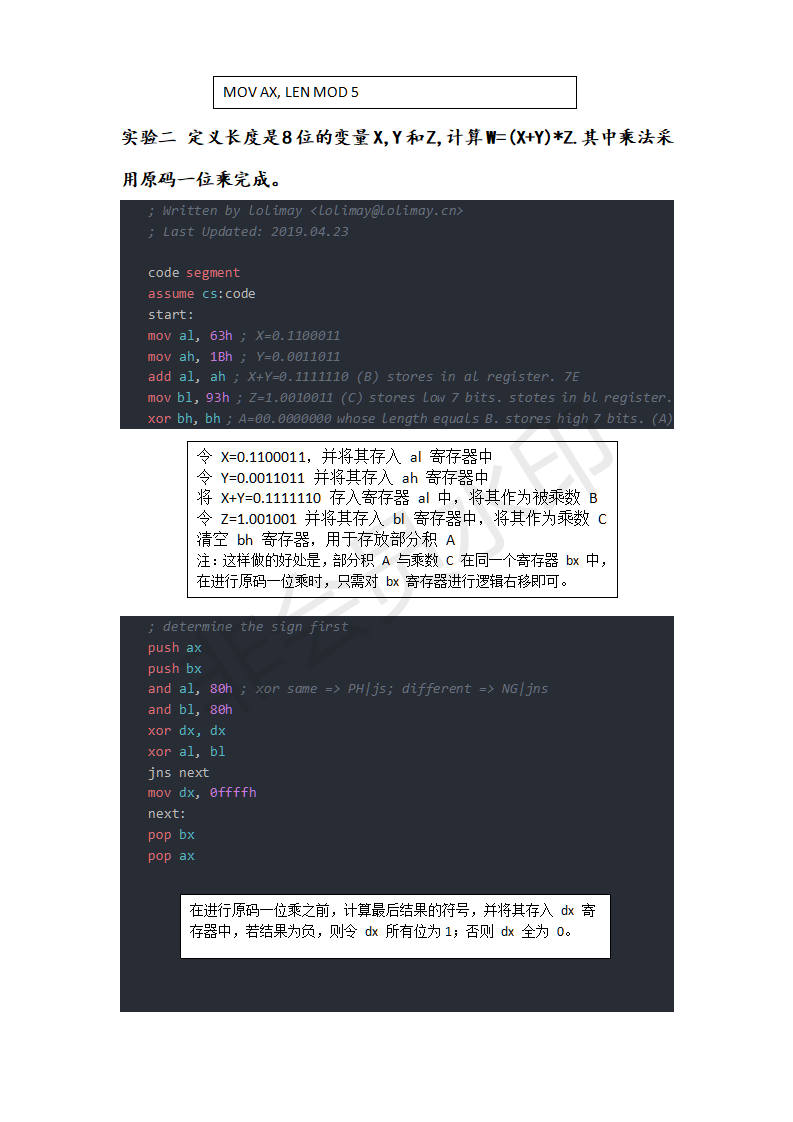 MOV AX, LEN MOD 5
实验二 定义长度是8位的变量X,Y和Z,计算W=(X+Y)*Z.其中乘法采
用原码一位乘完成。
; Written by lolimay <lolimay@lolimay.cn>
; Last Updated: 2019.04.23
code segment
assume cs:code
start:
mov al, 63h ; X=0.1100011
mov ah, 1Bh ; Y=0.0011011
add al, ah ; X+Y=0.1111110 (B) stores in al register. 7E
mov bl, 93h ; Z=1.0010011 (C) stores low 7 bits. stotes in bl register.
xor bh, bh ; A=00.0000000 whose length equals B. stores high 7 bits. (A)
令 X=0.1100011，并将其存入 al 寄存器中
令 Y=0.0011011 并将其存入 ah 寄存器中
将 X+Y=0.1111110 存入寄存器 al 中，将其作为被乘数 B
令 Z=1.001001 并将其存入 bl 寄存器中，将其作为乘数 C
清空 bh 寄存器，用于存放部分积 A
注：这样做的好处是，部分积 A 与乘数 C 在同一个寄存器 bx 中，
在进行原码一位乘时，只需对 bx 寄存器进行逻辑右移即可。
; determine the sign first
push ax
push bx
and al, 80h ; xor same => PH|js; different => NG|jns
and bl, 80h
xor dx, dx
xor al, bl
jns next
mov dx, 0ffffh
next:
pop bx
pop ax
在进行原码一位乘之前，计算最后结果的符号，并将其存入 dx 寄
存器中，若结果为负，则令 dx 所有位为1；否则 dx 全为 0。
非会员水印